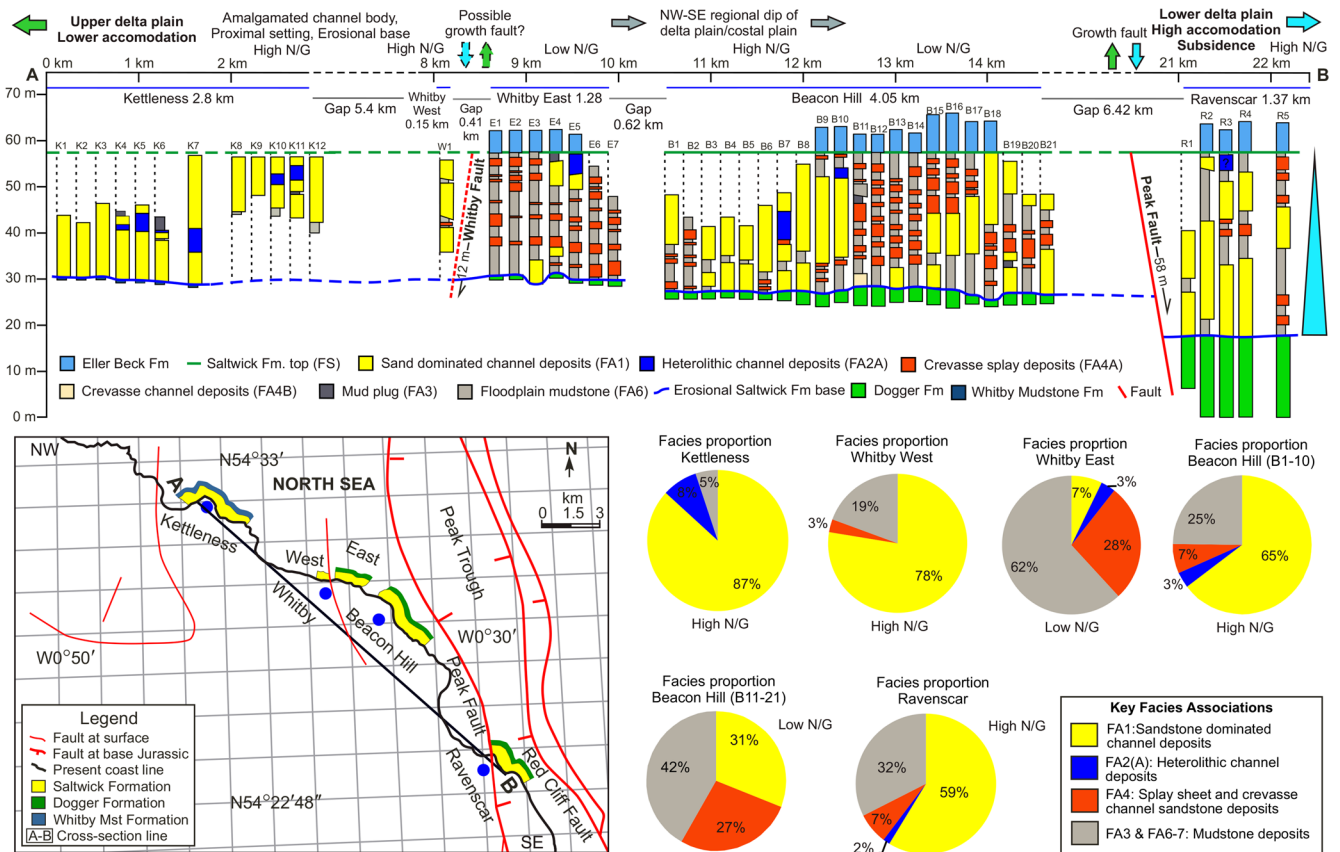 Upper delta plain
Lower accomodation
Amalgamated channel body,
Proximal setting, Erosional base
High N/G
High N/G
Possible
growth fault?
Low N/G
NW-SE regional dip of
delta plain/costal plain
High N/G
Low N/G
Growth fault
Lower delta plain
High accomodation
Subsidence
High N/G
A
0 km
1 km
2 km
8 km
9 km
10 km
11 km
12 km
13 km
14 km
21 km
22 km
B
70 m
60 m
50 m
40 m
30 m
20 m
10 m
0 m
Kettleness 2.8 km
Gap 5.4 km
Whitby
West
0.15 km
Gap
0.41
km
Whitby East 1.28
Gap
0.62 km
Beacon Hill 4.05 km
Gap 6.42 km
Ravenscar 1.37 km
K1
K2
K3
K4
K5
K6
K7
K8
K9
K10
K11
K12
W1
E1
E2
E3
E4
E5
E6
E7
B1
B2
B3
B4
B5
B6
B7
B8
B9
B10
B11
B12
B13
B14
B15
B16
B17
B18
B19
B20
B21
R1
R2
R3
R4
R5
?
12 m
Whitby Fault
Peak Fault
58 m
Eller Beck Fm
Saltwick Fm. top (FS)
Sand dominated channel deposits (FA1)
Heterolithic channel deposits (FA2A)
Crevasse splay deposits (FA4A)
Crevasse channel deposits (FA4B)
Mud plug (FA3)
Floodplain mudstone (FA6)
Erosional Saltwick Fm base
Dogger Fm
Whitby Mudstone Fm
Fault
NW
N54°33′
NORTH SEA
N
km
0 1.5 3
A
Kettleness
West
East
Whitby
Beacon Hill
Peak Trough
W0°30′
W0°50′
Peak Fault
Ravenscar
B
Red Cliff Fault
N54°22′48″
SE
Legend
Fault at surface
Fault at base Jurassic
Present coast line
Saltwick Formation
Dogger Formation
Whitby Mst Formation
A-B Cross-section line
Facies proportion
Kettleness
8%
5%
87%
High N/G
Facies proportion
Whitby West
19%
3%
78%
High N/G
Facies proportion
Whitby East
7%
3%
28%
62%
Low N/G
Facies proportion
Beacon Hill (B1-10)
25%
7%
3%
65%
High N/G
Facies proportion
Beacon Hill (B11-21)
Low N/G
31%
42%
27%
Facies proportion
Ravenscar
High N/G
32%
59%
7%
2%
Key Facies Associations
FA1:Sandstone dominated
channel deposits
FA2(A): Heterolithic channel
deposits
FA4: Splay sheet and crevasse
channel sandstone deposits
FA3 & FA6-7: Mudstone deposits